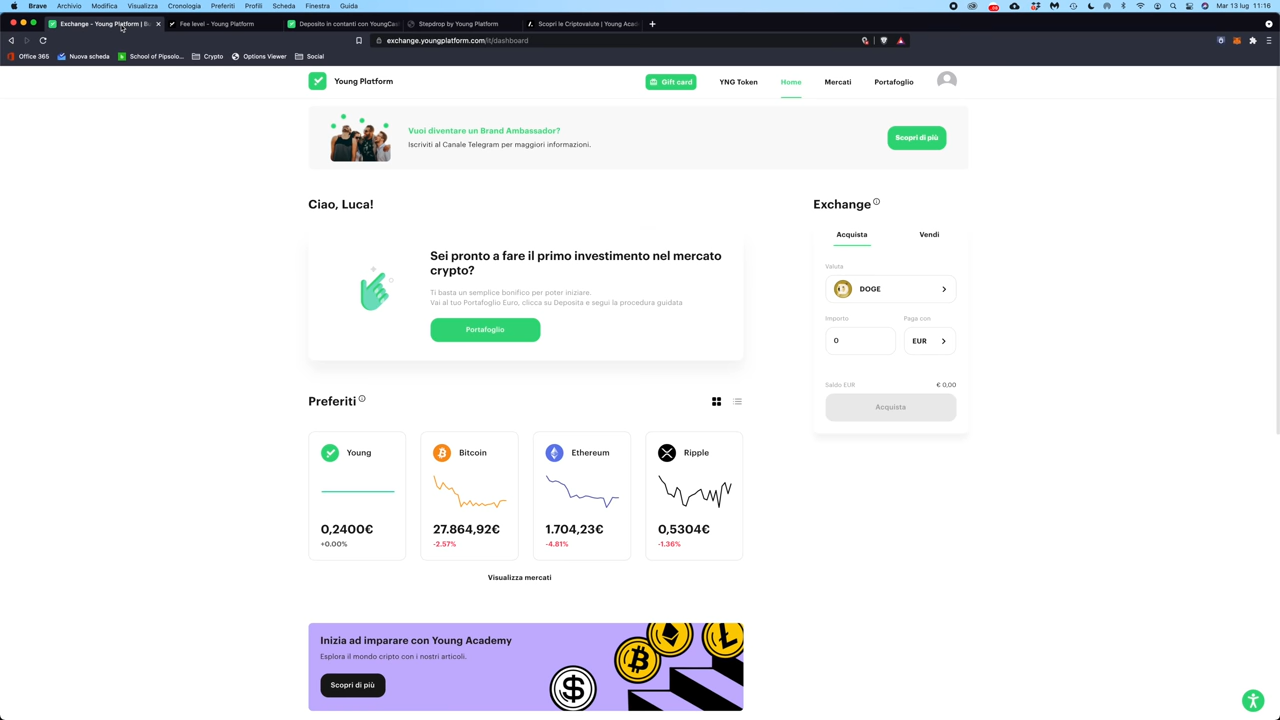 Brave Archivio Modifica Visualizza Cronologia Preferiti Profili Scheda Finestra Guida Mar 13 lug 11:16
Exchange - Young Platform | Bu
Fee level - Young Platform
Deposito in contanti con YoungCas
Stepdrop by Young Platform
Scopri le Criptovalute | Young Acad
exchange.youngplatform.com/it/dashboard
Office 365 Nuova scheda School of Pipsolo... Crypto Options Viewer Social
Young Platform
Gift card YNG Token Home Mercati Portafoglio
Vuoi diventare un Brand Ambassador?
Iscriviti al Canale Telegram per maggiori informazioni.
Scopri di più
Ciao, Luca!
Sei pronto a fare il primo investimento nel mercato
crypto?
Ti basta un semplice bonifico per poter iniziare.
Vai al tuo Portafoglio Euro, clicca su Deposita e segui la procedura guidata
Portafoglio
Exchange
Acquista Vendi
Valuta
DOGE
Importo Paga con
0 EUR
Saldo EUR € 0,00
Acquista
Preferiti
Young
0,2400€
+0.00%
Bitcoin
27.864,92€
-2.57%
Ethereum
1.704,23€
-4.81%
Ripple
0,5304€
-1.36%
Visualizza mercati
Inizia ad imparare con Young Academy
Esplora il mondo cripto con i nostri articoli.
Scopri di più